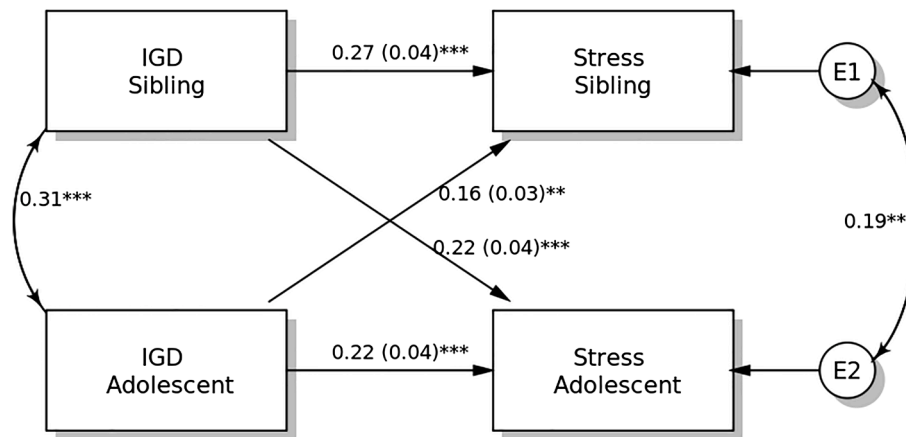 IGD
Sibling
0.27 (0.04)***
Stress
Sibling
E1
0.31***
0.16 (0.03)**
0.22 (0.04)***
0.19**
IGD
Adolescent
0.22 (0.04)***
Stress
Adolescent
E2